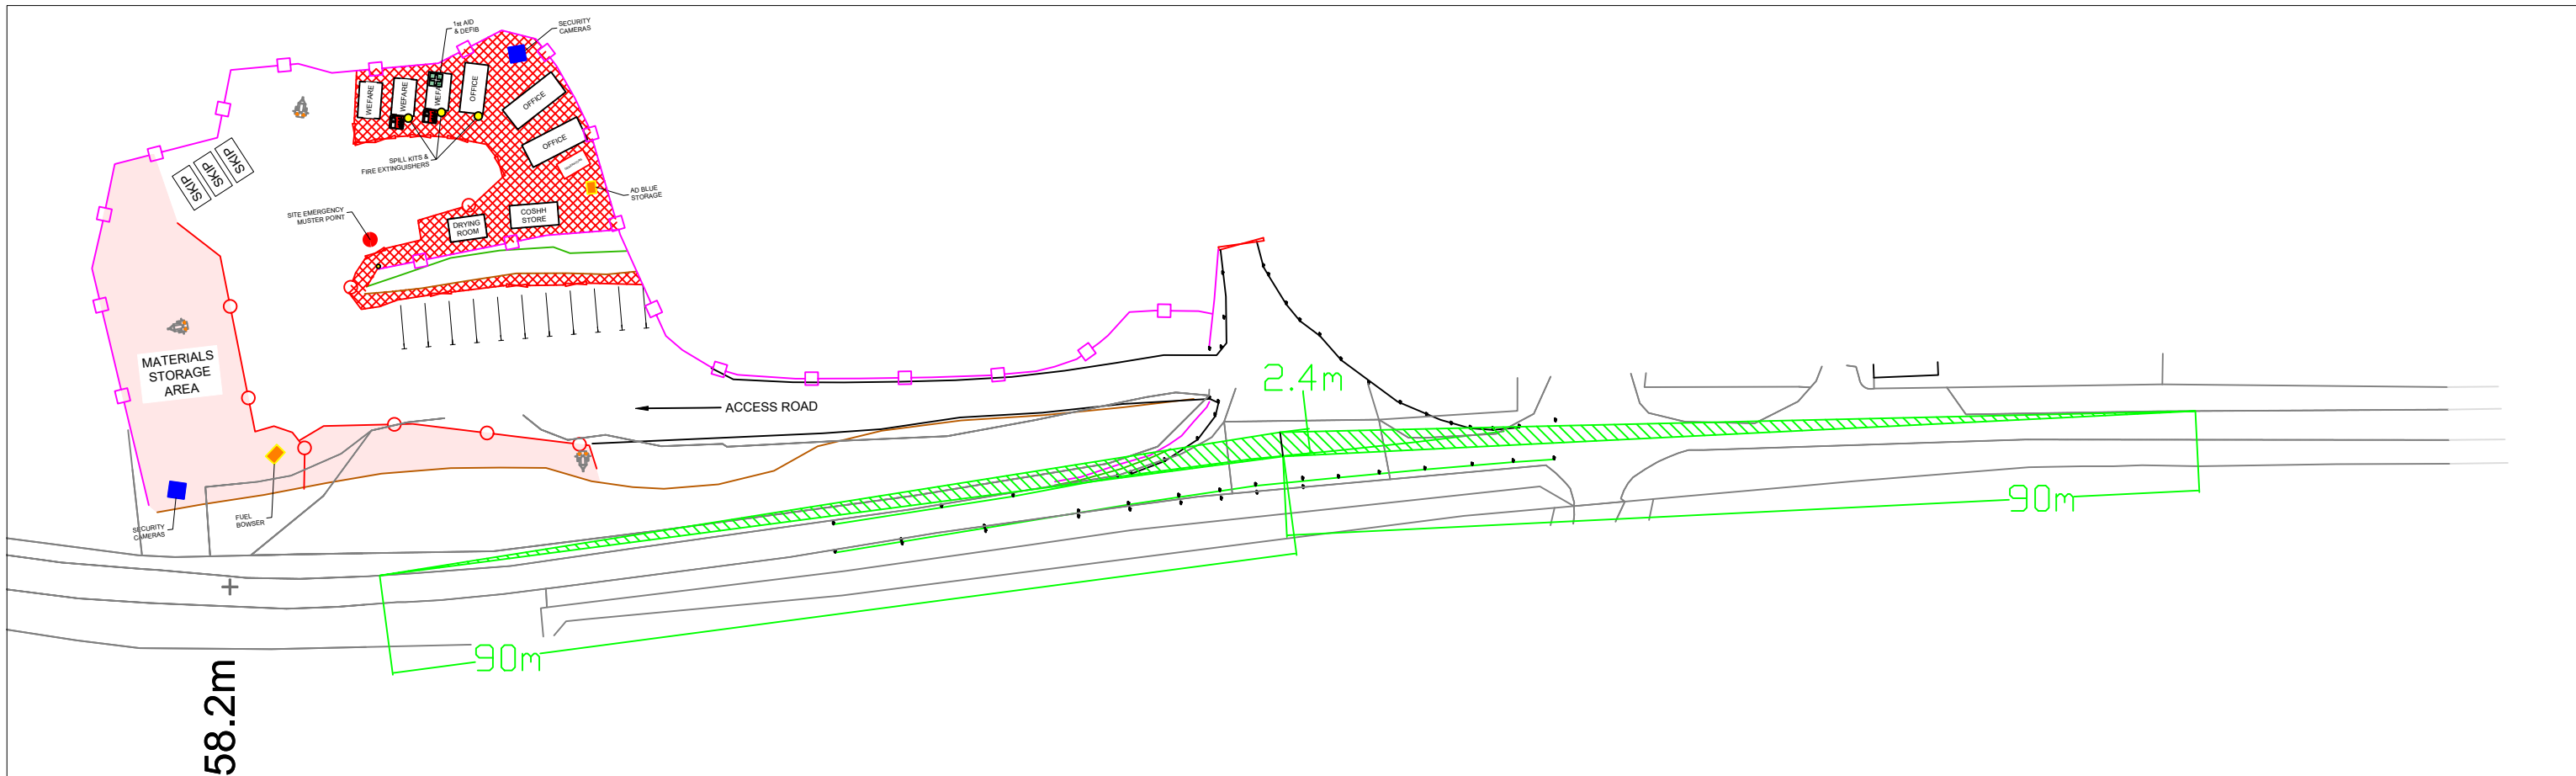 1st AID
& DEFIB
SECURITY
CAMERAS
WEFARE
WEFARE
WEFA
OFFICE
OFFICE
OFFICE
SKIP
SKIP
SKIP
SPILL KITS &
FIRE EXTINGUISHERS
AD BLUE
STORAGE
SITE EMERGENCY
MUSTER POINT
DRYING
ROOM
COSHH
STORE
MATERIALS
STORAGE
AREA
ACCESS ROAD
2.4m
90m
FUEL
BOWSER
SECURITY
CAMERAS
90m
58.2m